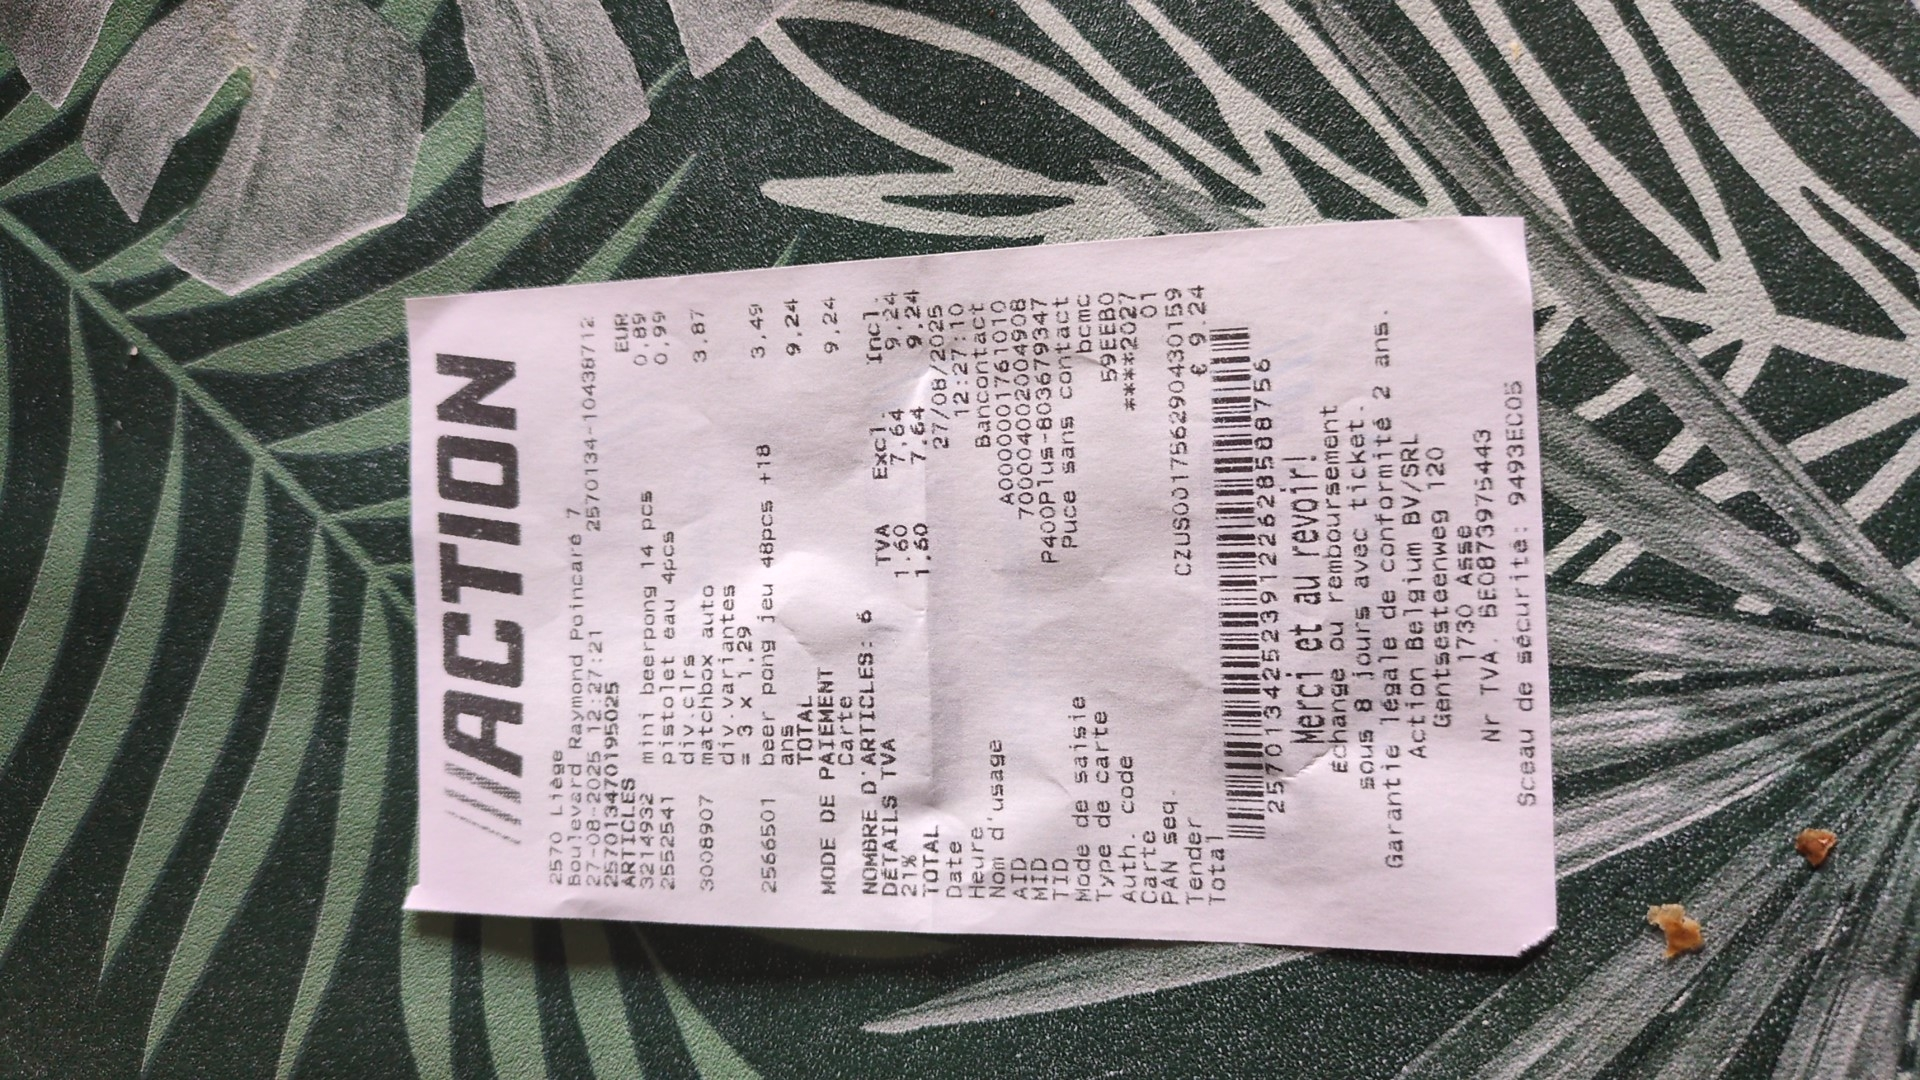 ///ACTION
2570 Liège
Boulevard Raymond Poincaré 7
27-08-2025 12:27:21 2570134-10438712
257013470195025
ARTICLES EUR
3214932 mini beerpong 14 pcs 0,89
2552541 pistolet eau 4pcs 0,99
div.clrs
3008907 matchbox auto 3,87
div.variantes
= 3 x 1,29
2566501 beer pong jeu 48pcs +18 3,49
ans
TOTAL 9,24
MODE DE PAIEMENT
Carte 9,24
NOMBRE D'ARTICLES: 6
DÉTAILS TVA TVA Excl. Incl.
21% 1.60 7,64 9,24
TOTAL 1,60 7,64 9,24
Date 27/08/2025
Heure 12:27:10
Nom d'usage Bancontact
AID A0000001761010
MID 700004002004908
TID P400Plus-803679347
Mode de saisie Puce sans contact
Type de carte bcmc
Auth. code 59EEB0
Carte ****2027
PAN seq. 01
Tender CZUS001756290430159
Total € 9,24
2570134252391226285888756
Merci et au revoir!
Échange ou remboursement
sous 8 jours avec ticket.
Garantie légale de conformité 2 ans.
Action Belgium BV/SRL
Gentsesteenweg 120
1730 Asse
Nr TVA. BE0873975443
Sceau de sécurité: 9493EC05